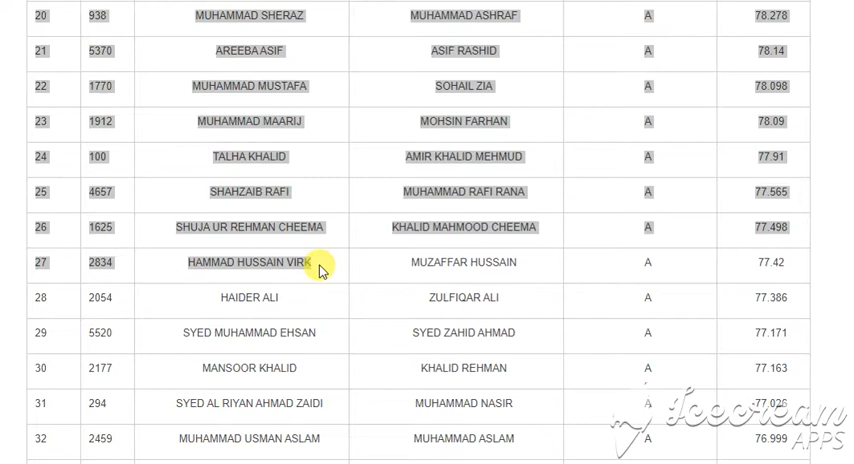 20 938 MUHAMMAD SHERAZ MUHAMMAD ASHRAF A 78.278
21 5370 AREEBA ASIF ASIF RASHID A 78.14
22 1770 MUHAMMAD MUSTAFA SOHAIL ZIA A 78.098
23 1912 MUHAMMAD MAARIJ MOHSIN FARHAN A 78.09
24 100 TALHA KHALID AMIR KHALID MEHMUD A 77.91
25 4657 SHAHZAIB RAFI MUHAMMAD RAFI RANA A 77.565
26 1625 SHUJA UR REHMAN CHEEMA KHALID MAHMOOD CHEEMA A 77.498
27 2834 HAMMAD HUSSAIN VIRK MUZAFFAR HUSSAIN A 77.42
28 2054 HAIDER ALI ZULFIQAR ALI A 77.386
29 5520 SYED MUHAMMAD EHSAN SYED ZAHID AHMAD A 77.171
30 2177 MANSOOR KHALID KHALID REHMAN A 77.163
31 294 SYED AL RIYAN AHMAD ZAIDI MUHAMMAD NASIR A 77.026
32 2459 MUHAMMAD USMAN ASLAM MUHAMMAD ASLAM A 76.999
Icecream
APPS